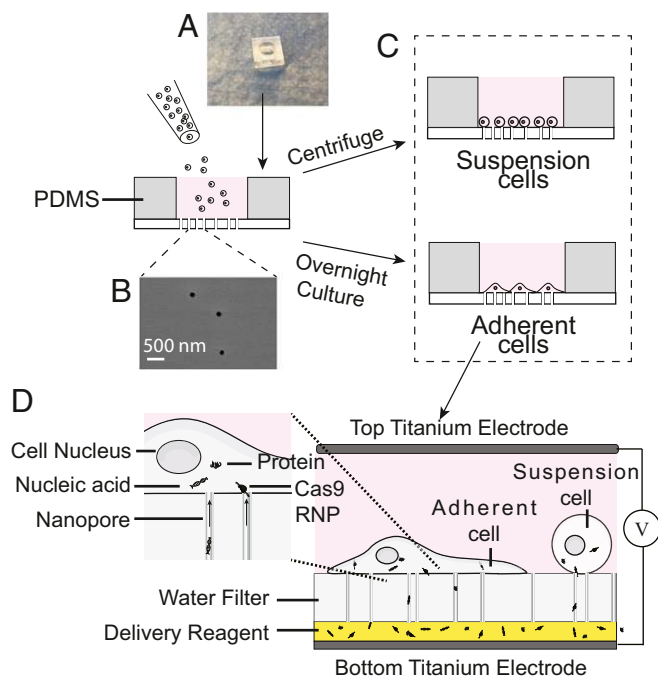 A
C
Centrifuge
Suspension
cells
PDMS
Overnight
Culture
Adherent
cells
B
500 nm
D
Top Titanium Electrode
Cell Nucleus
Protein
Nucleic acid
Cas9
RNP
Nanopore
Suspension
cell
Adherent
cell
V
Water Filter
Delivery Reagent
Bottom Titanium Electrode